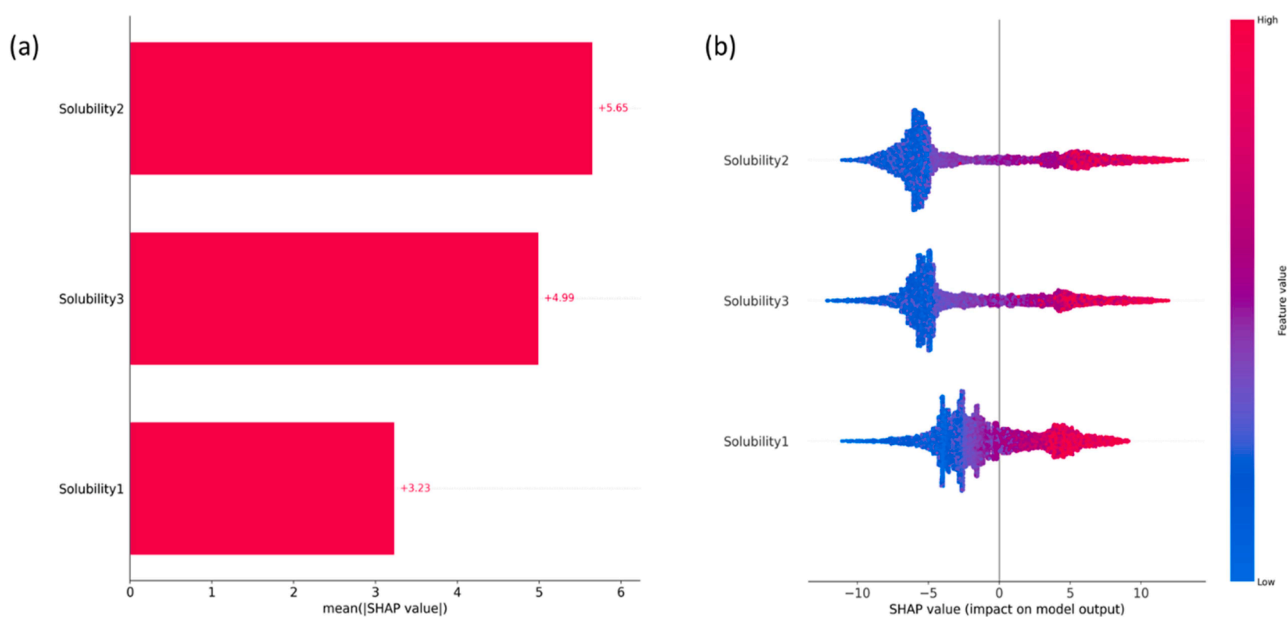 (a)
Solubility2
+5.65
Solubility3
+4.99
Solubility1
+3.23
0 1 2 3 4 5 6
mean(|SHAP value|)
(b)
Solubility2
Solubility3
Solubility1
−10 −5 0 5 10
SHAP value (impact on model output)
High
Feature value
Low